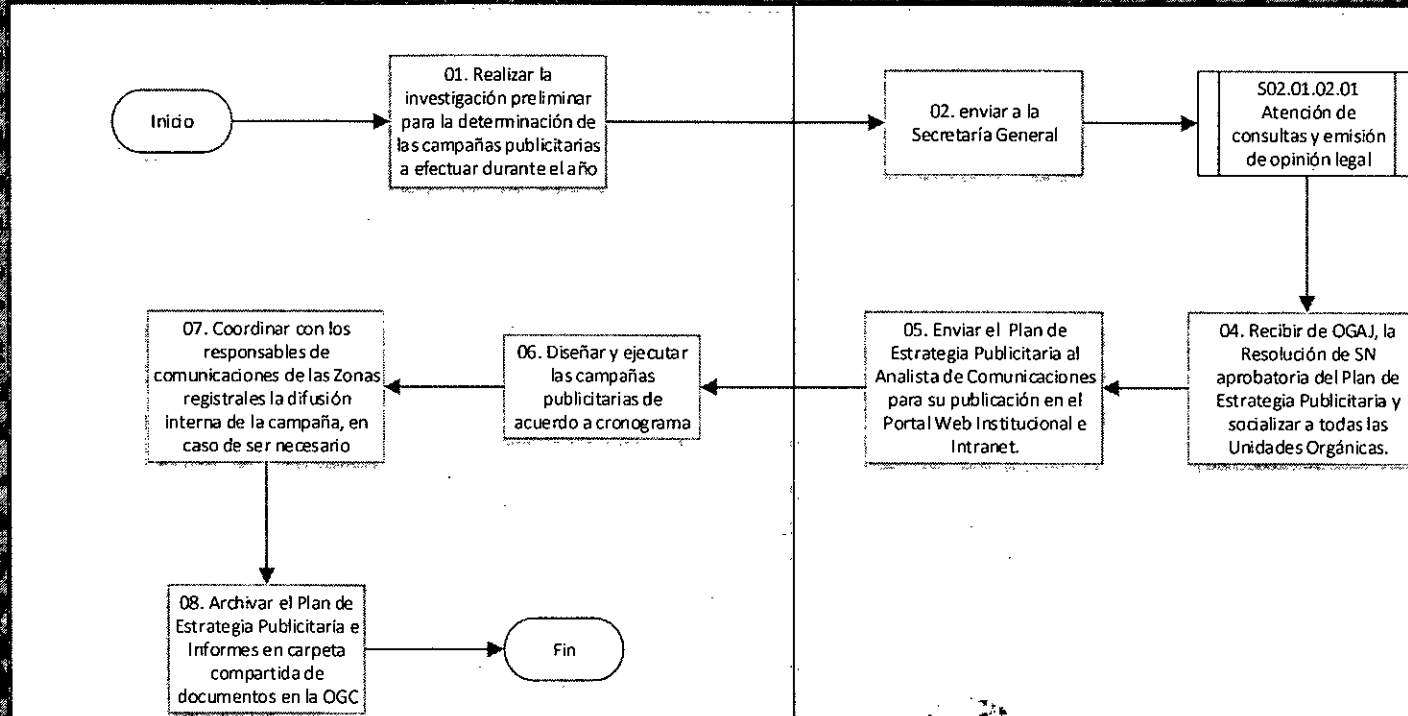 Inicio
01. Realizar la
investigación preliminar
para la determinación de
las campañas publicitarias
a efectuar durante el año
02. enviar a la
Secretaría General
S02.01.02.01
Atención de
consultas y emisión
de opinión legal
04. Recibir de OGAJ, la
Resolución de SN
aprobatoria del Plan de
Estrategia Publicitaria y
socializar a todas las
Unidades Orgánicas.
05. Enviar el Plan de
Estrategia Publicitaria al
Analista de Comunicaciones
para su publicación en el
Portal Web Institucional e
Intranet.
06. Diseñar y ejecutar
las campañas
publicitarias de
acuerdo a cronograma
07. Coordinar con los
responsables de
comunicaciones de las Zonas
registrales la difusión
interna de la campaña, en
caso de ser necesario
08. Archivar el Plan de
Estrategia Publicitaria e
Informes en carpeta
compartida de
documentos en la OGC
Fin